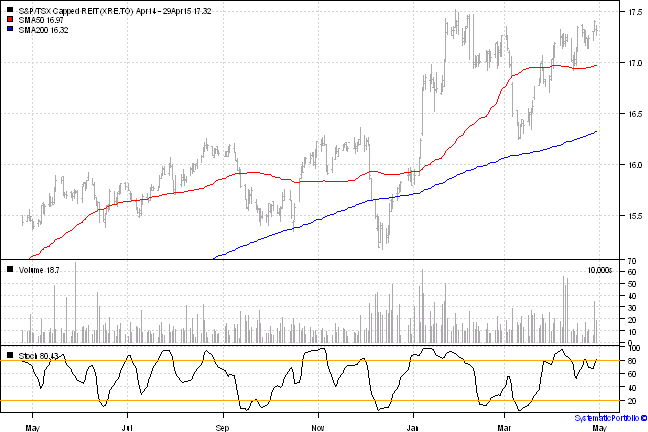 S&P/TSX Capped REIT(XRE.TO) Apr14 - 29Apr15 17.32
SMA50 16.97
SMA200 16.32
17.5
17.0
16.5
16.0
15.5
Volume 18.7
10,000s
70
60
50
40
30
20
10
0
Stoch 80.43
100
80
60
40
20
May Jul Sep Nov Jan Mar May
SystematicPortfolio ©